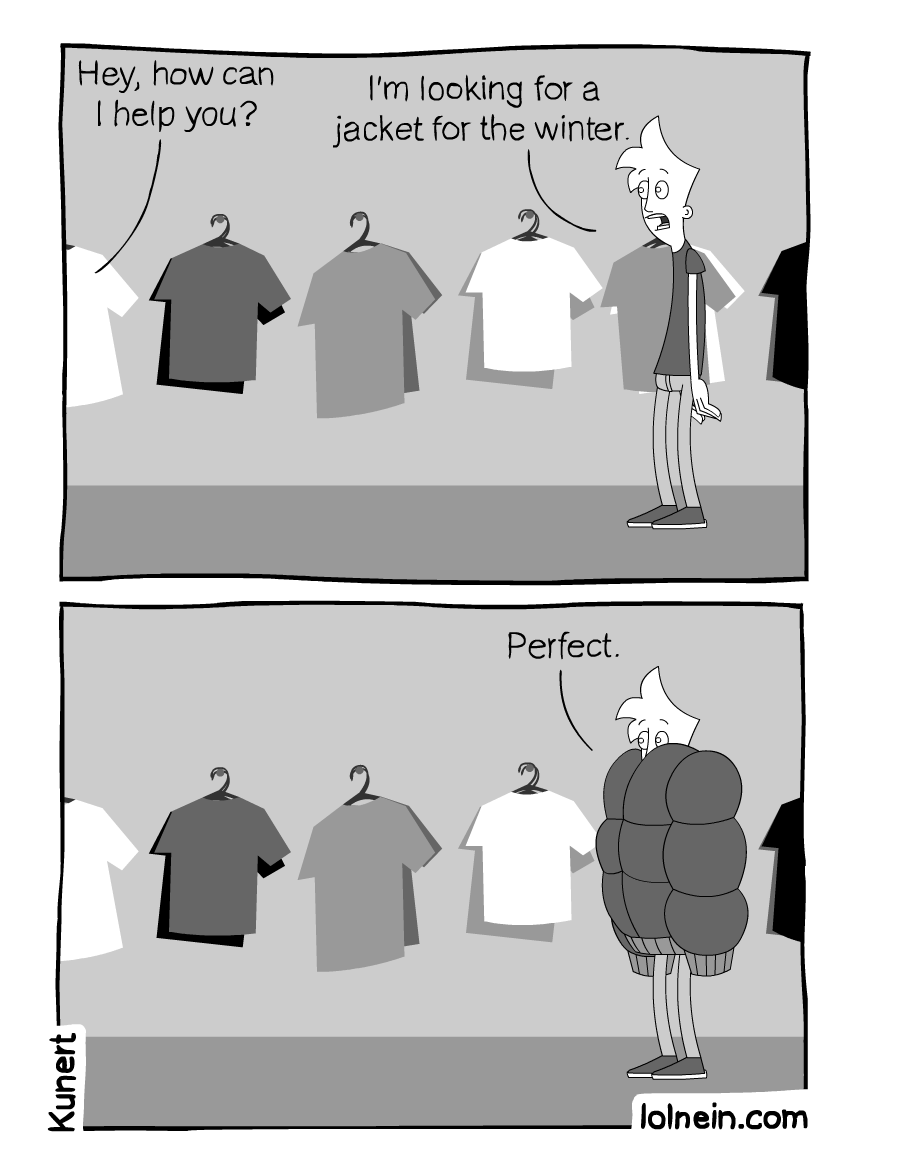 Hey, how can
I help you?
I'm looking for a
jacket for the winter.
Perfect.
Kunert
lolnein.com